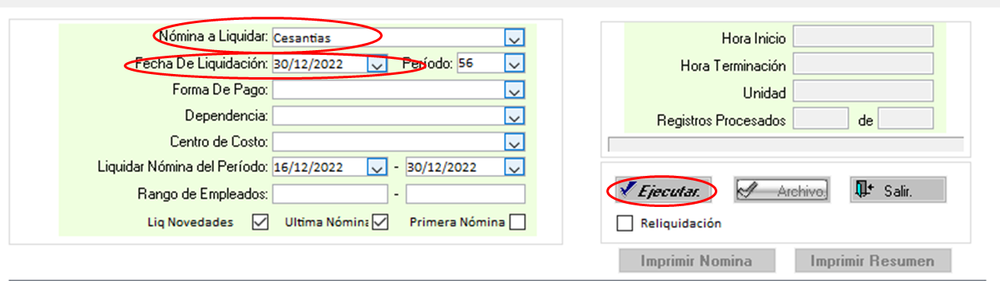 Nómina a Liquidar: Cesantias
Fecha De Liquidación: 30/12/2022 Período: 56
Forma De Pago:
Dependencia:
Centro de Costo:
Liquidar Nómina del Período: 16/12/2022 - 30/12/2022
Rango de Empleados: -
Liq Novedades Ultima Nómina Primera Nómina
Hora Inicio
Hora Terminación
Unidad
Registros Procesados de
Ejecutar. Archivo. Salir.
Reliquidación
Imprimir Nomina Imprimir Resumen